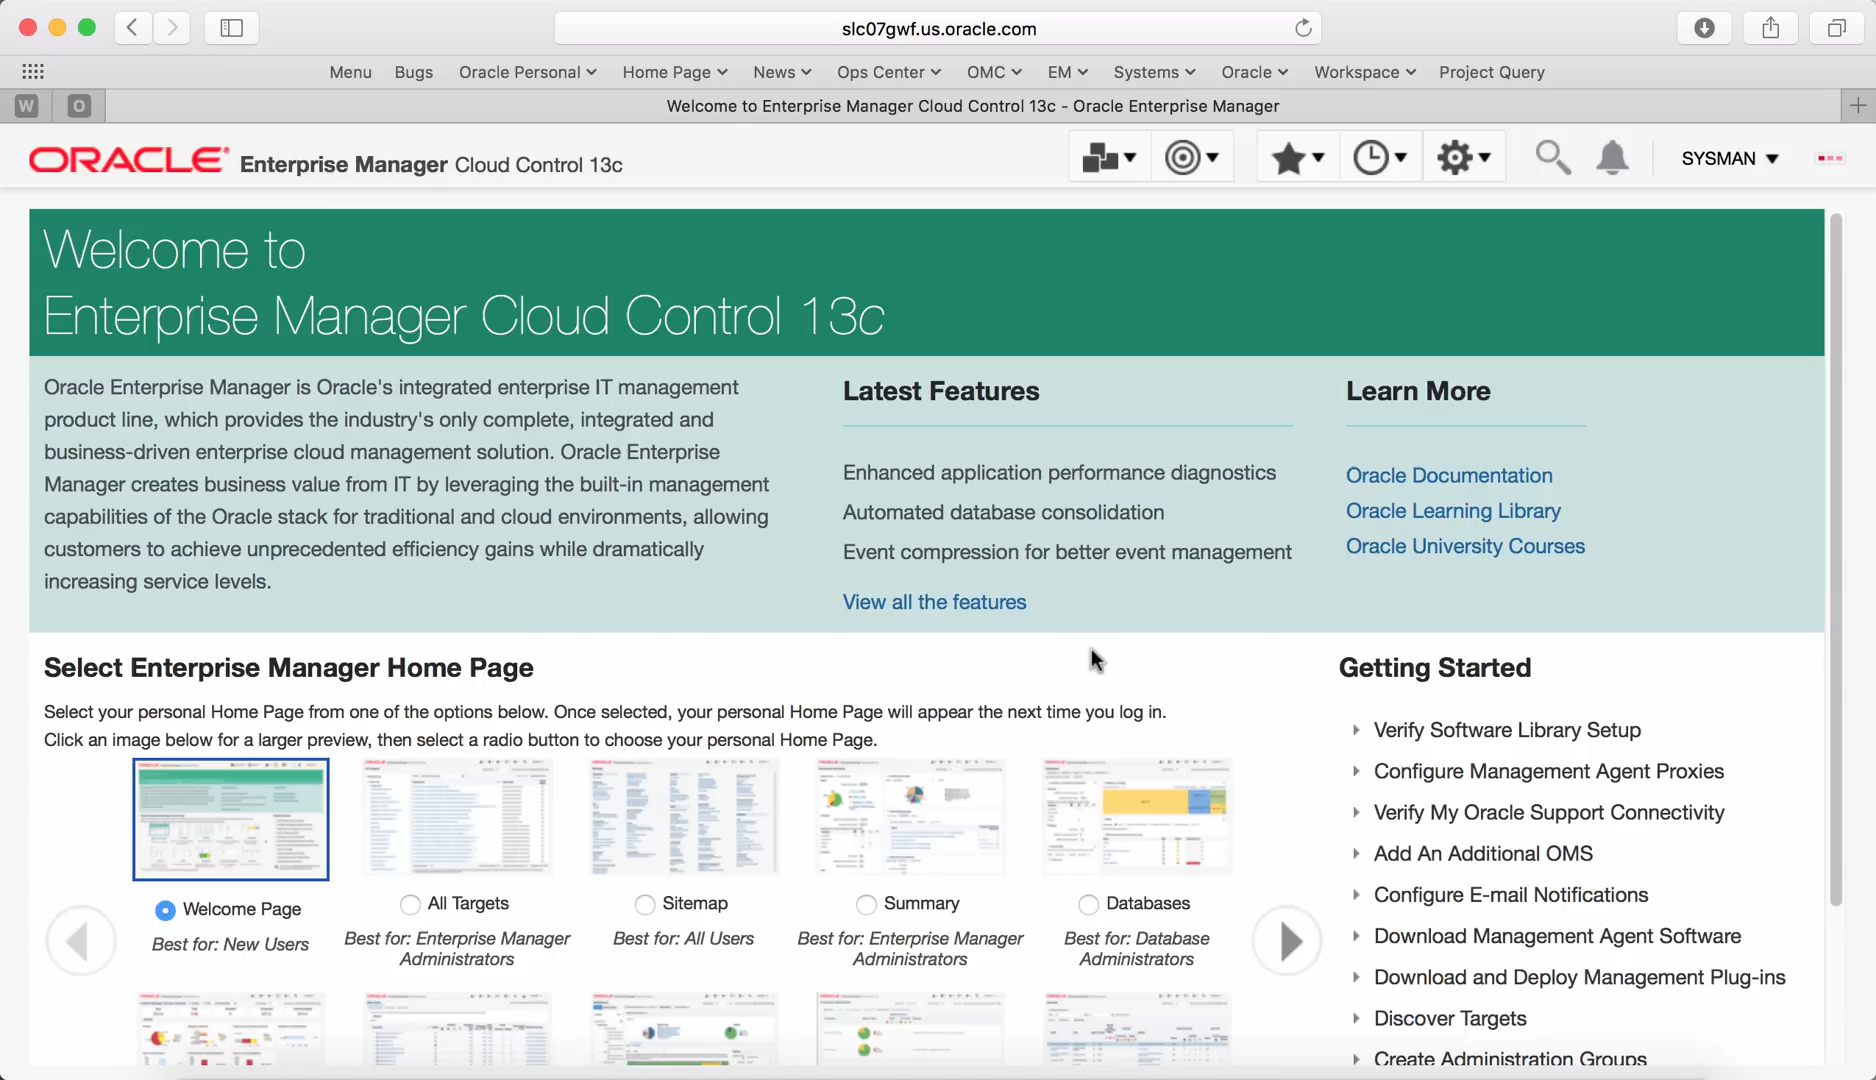 slc07gwf.us.oracle.com
Menu Bugs Oracle Personal Home Page News Ops Center OMC EM Systems Oracle Workspace Project Query
W O Welcome to Enterprise Manager Cloud Control 13c - Oracle Enterprise Manager
ORACLE® Enterprise Manager Cloud Control 13c SYSMAN
Welcome to
Enterprise Manager Cloud Control 13c
Oracle Enterprise Manager is Oracle's integrated enterprise IT management
product line, which provides the industry's only complete, integrated and
business-driven enterprise cloud management solution. Oracle Enterprise
Manager creates business value from IT by leveraging the built-in management
capabilities of the Oracle stack for traditional and cloud environments, allowing
customers to achieve unprecedented efficiency gains while dramatically
increasing service levels.
Latest Features
Enhanced application performance diagnostics
Automated database consolidation
Event compression for better event management
View all the features
Learn More
Oracle Documentation
Oracle Learning Library
Oracle University Courses
Select Enterprise Manager Home Page
Select your personal Home Page from one of the options below. Once selected, your personal Home Page will appear the next time you log in.
Click an image below for a larger preview, then select a radio button to choose your personal Home Page.
Welcome Page
Best for: New Users
All Targets
Best for: Enterprise Manager
Administrators
Sitemap
Best for: All Users
Summary
Best for: Enterprise Manager
Administrators
Databases
Best for: Database
Administrators
Getting Started
Verify Software Library Setup
Configure Management Agent Proxies
Verify My Oracle Support Connectivity
Add An Additional OMS
Configure E-mail Notifications
Download Management Agent Software
Download and Deploy Management Plug-ins
Discover Targets
Create Administration Groups